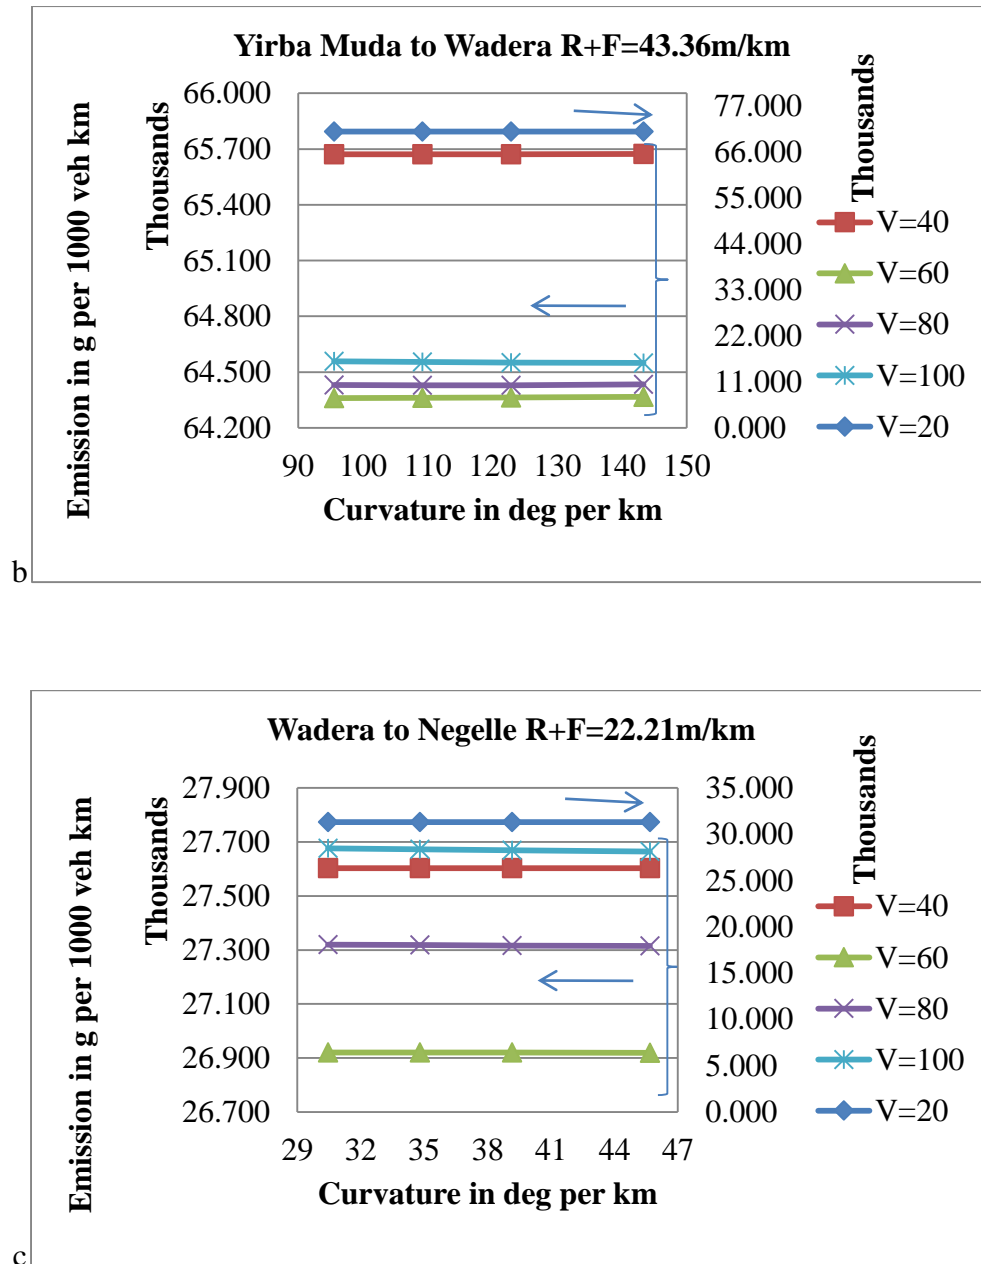 Yirba Muda to Wadera R+F=43.36m/km
Emission in g per 1000 veh km
Thousands
66.000
65.700
65.400
65.100
64.800
64.500
64.200
77.000
66.000
55.000
44.000
33.000
22.000
11.000
0.000
Thousands
90 100 110 120 130 140 150
Curvature in deg per km
V=40
V=60
V=80
V=100
V=20
b
Wadera to Negelle R+F=22.21m/km
Emission in g per 1000 veh km
Thousands
27.900
27.700
27.500
27.300
27.100
26.900
26.700
35.000
30.000
25.000
20.000
15.000
10.000
5.000
0.000
Thousands
29 32 35 38 41 44 47
Curvature in deg per km
V=40
V=60
V=80
V=100
V=20
c